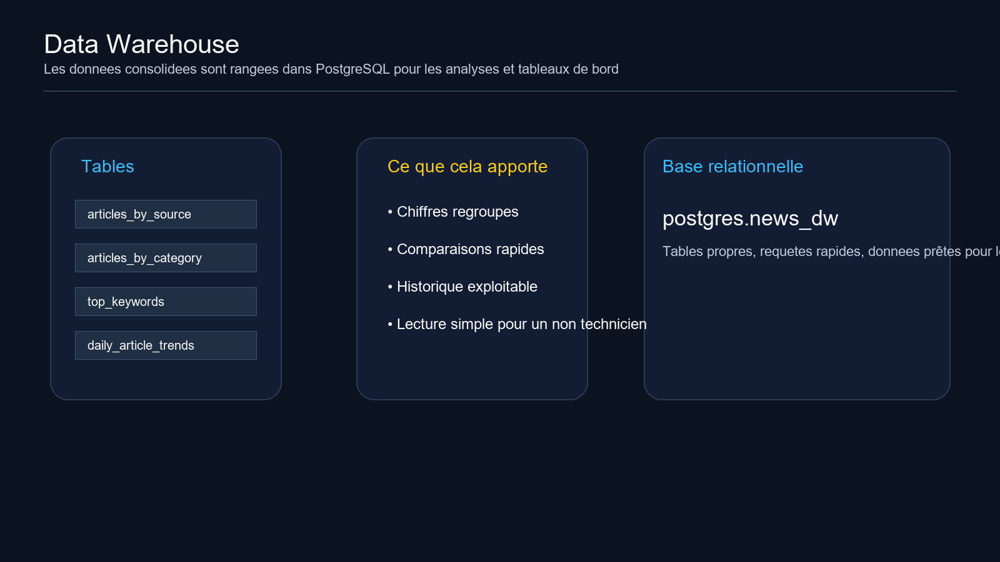 Data Warehouse
Les donnees consolidees sont rangees dans PostgreSQL pour les analyses et tableaux de bord
Tables
articles_by_source
articles_by_category
top_keywords
daily_article_trends
Ce que cela apporte
• Chiffres regroupes
• Comparaisons rapides
• Historique exploitable
• Lecture simple pour un non technicien
Base relationnelle
postgres.news_dw
Tables propres, requetes rapides, donnees prêtes pour